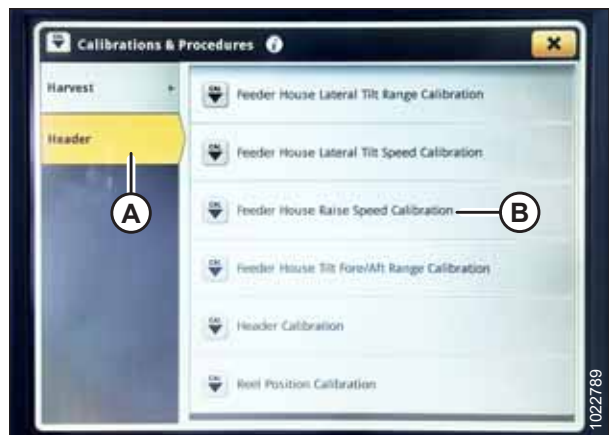 Calibrations & Procedures
Harvest
Feeder House Lateral Tilt Range Calibration
Header
Feeder House Lateral Tilt Speed Calibration
A
Feeder House Raise Speed Calibration
B
Feeder House Tilt Fore/Aft Range Calibration
Header Calibration
Reel Position Calibration
1022789